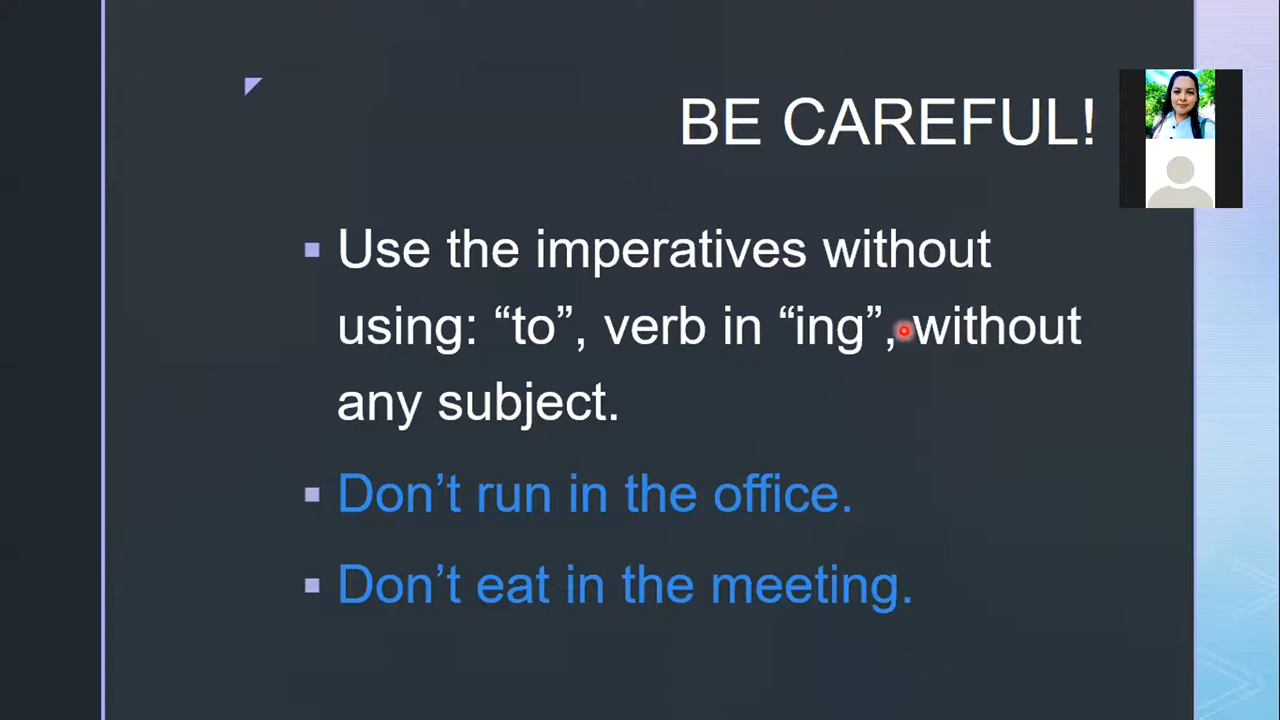 BE CAREFUL!
Use the imperatives without
using: “to”, verb in “ing”, without
any subject.
Don’t run in the office.
Don’t eat in the meeting.